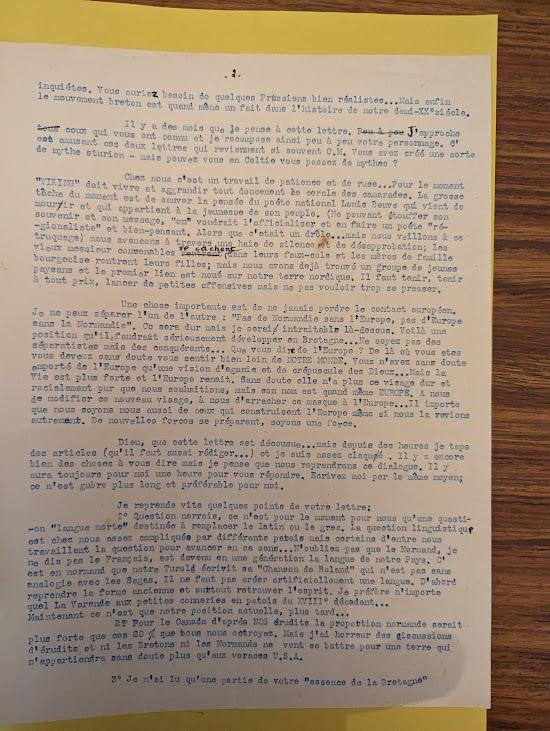 .2.
inquiètes. Vous auriez besoin de quelques Prussiens bien réalistes...Mais enfin
le mouvement breton est quand même un fait dans l'histoire de notre demi-XX°siècle.
Il y a des mois que je pense à cette lettre. Peu à peu J'approche
tous ceux qui vous ont connu et je recompose ainsi peu à peu votre personnage. C'
est amusant ces deux lettres qui reviennent si souvent O.M. Vous avez créé une sorte
de mythe sturien - mais pouvez vous en Celtie vous passez de mythes ?
Chez nous c'est un travail de patience et de ruse...Pour le moment
"VIKING" doit vivre et aggrandir tout doucement le cercle des camarades. La grosse
tâche du moment est de sauver la pensée du poète national Louis Beuve qui vient de
mourir et qui appartient à la jeunesse de son peuple. (Ne pouvant étouffer son
souvenir et son message, "on" voudrait l'officialiser et en faire un poète "ré-
-gionaliste" et bien-pensant. Alors que c'etait un drôle...mais nous veillons à ce
truquage) nous avançons à travers une haie de silence et de désapprobation; les
vieux messieur convenables se cachent dans leurs faux-cols et les mères de famille
bourgeoise rentrent leurs filles; mais nous avons déjà trouvé un groupe de jeunes
paysans et le premier lien est noué sur notre terre nordique. Il faut tenir, tenir
à tout prix, lancer de petites offensives mais ne pas vouloir trop se presser.
Une chose importante est de ne jamais perdre le contact européen.
Je ne peux séparer l'un de l'autre : "Pas de Normandie sans l'Europe, pas d'Europe
sans la Normandie". Ce sera dur mais je serai intraitable là-dessus. Voilà une
position qu'il faudrait sérieusement développer en Bretagne...Ne soyez pas des
séparatistes mais des conquérants... Que vous dire de l'Europe ? De là où vous etes
vous devez sans doute vous sentir bien loin de NOTRE MONDE. Vous n'avez sans doute
emporté de l'Europe qu'une vision d'agonie et de crépuscule des Dieux...Mais la
Vie est plus forte et l'Europe renait. Sans doute elle n'a plus ce visage dur et
racialement pur que nous souhaitions, mais son nom est quand même EUROPE. A nous
de modifier ce nouveau visage, à nous d'arracher ce masque à l'Europe...Il importe
que nous soyons nous aussi de ceux qui construisent l'Europe même si nous la revions
autrement. De nouvelles forces se préparent, soyons une force.
Dieu, que cette lettre est décousue...mais depuis des heures je tape
des articles (qu'il faut aussi rédiger...) et je suis assez claqué. Il y a encore
bien des choses à vous dire mais je pense que nous reprendrons ce dialogue. Il y
aura toujours pour moi une heure pour vous répondre. Ecrivez moi par le même moyen;
ce n'est guère plus long et préférable pour moi.
Je reprends vite quelques points de votre lettre;
I° question norrois, ce n'est pour le moment pour nous qu'une questi-
-on "langue morte" destinée à remplacer le latin ou le grec. La question linguistique
est chez nous assez compliquée par différents patois mais certains d'entre nous
travaillent la question pour avancer en ce sens...N'oubliez pas que le Normand, je
ne dis pas le Français, est devenu en une génération la langue de notre Pays. C'
est en normand que notre Turold écrivit sa "Chanson de Roland" qui n'est pas sans
analogie avec les Sagas. Il ne faut pas créer artificiellement une langue. D'abord
reprendre la forme ancienne et surtout retrouver l'esprit. Je préfère n'importe
quel La Varende aux petites conneries en patois du XVIII° décadent...
Maintenant ce n'est que notre position actuelle, plus tard...
2° Pour le Canada d'après NOS érudits la proportion normande serait
plus forte que ces 20 % que vous nous octroyez. Mais j'ai horreur des discussions
d'érudits et ni les Bretons ni les Normands ne vont se battre pour une terre qui
n'appartiendra sans doute plus qu'aux voraces U.S.A.
3° Je n'ai lu qu'une partie de votre "essence de la Bretagne"